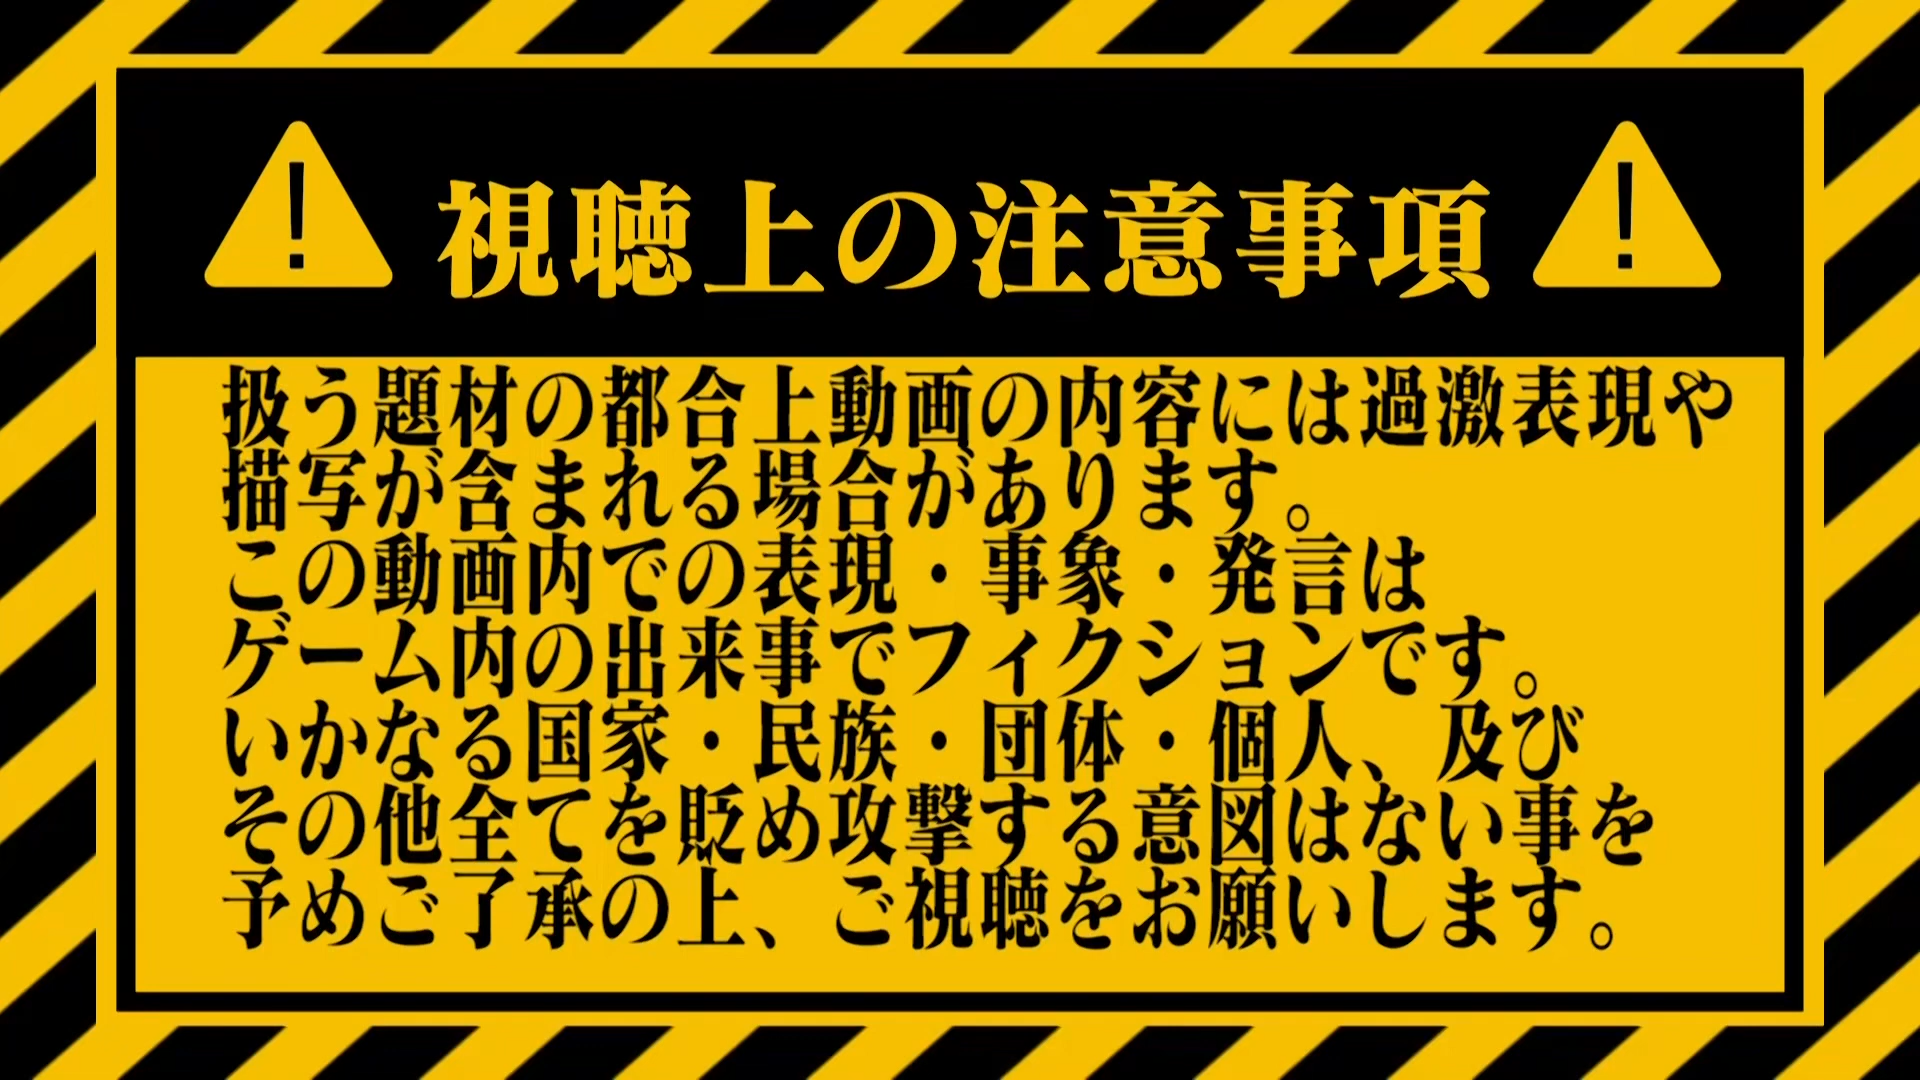 視聴上の注意事項
扱う題材の都合上動画の内容には過激表現や
描写が含まれる場合があります。
この動画内での表現・事象・発言は
ゲーム内の出来事でフィクションです。
いかなる国家・民族・団体・個人、及び
その他全てを貶め攻撃する意図はない事を
予めご了承の上、ご視聴をお願いします。